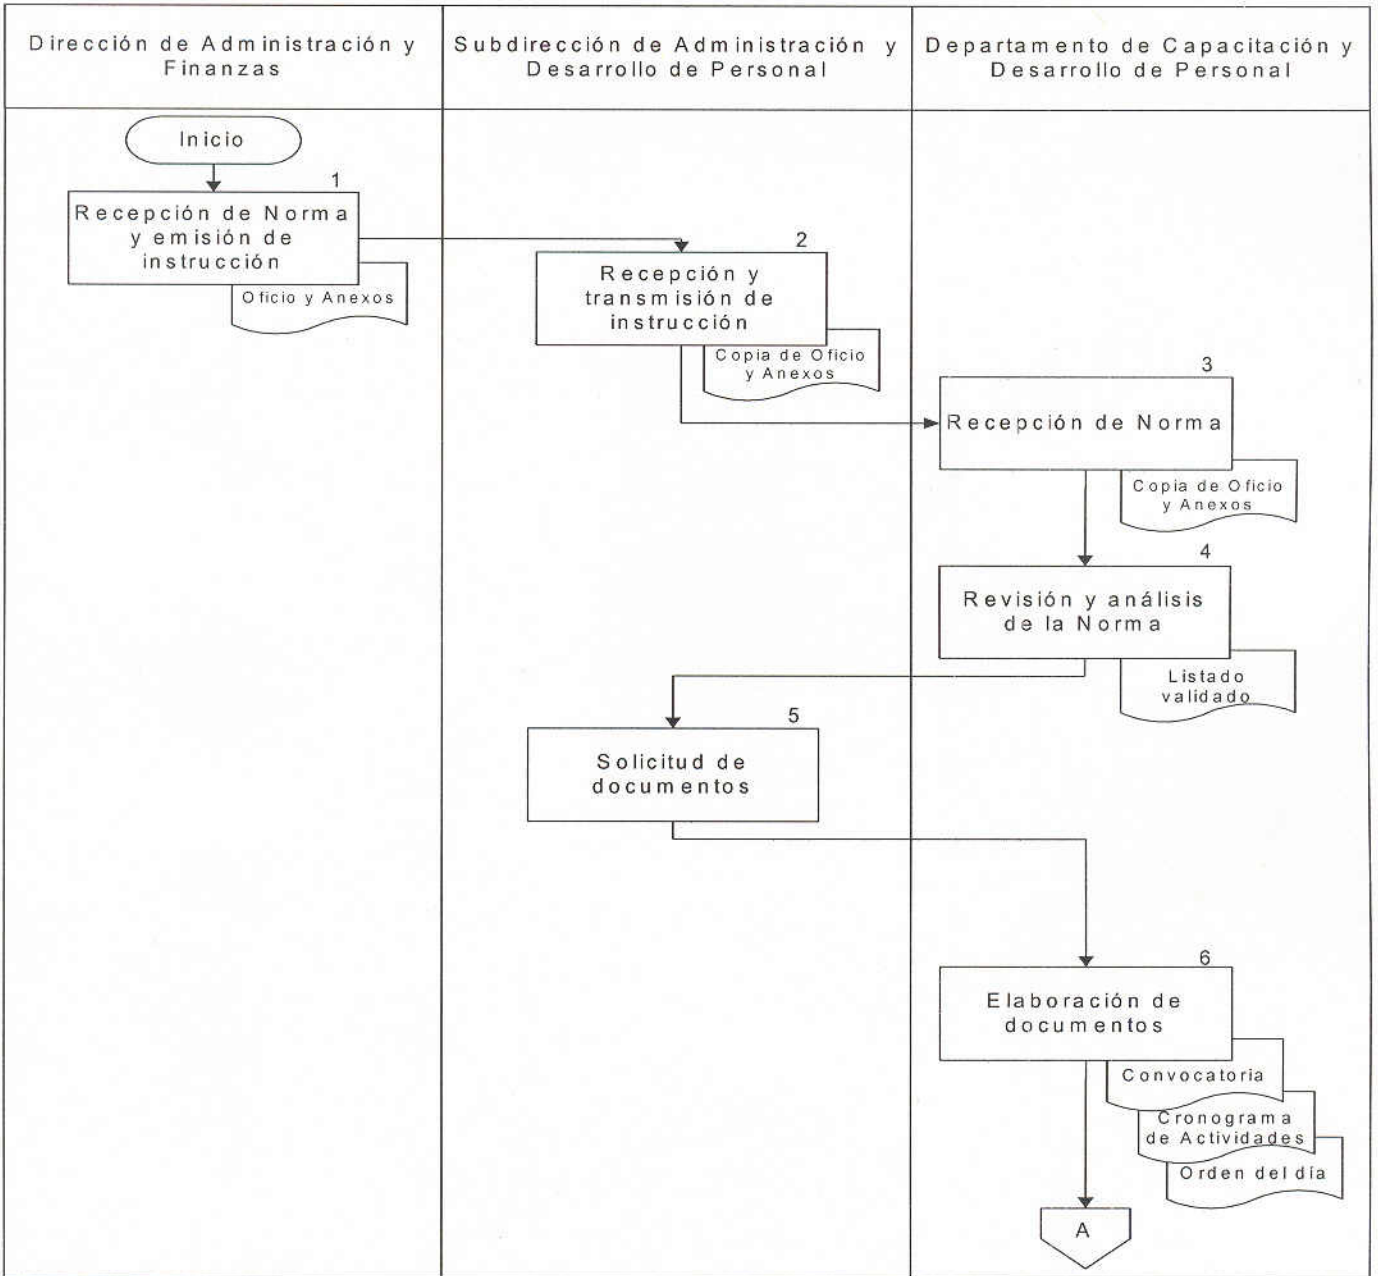 Dirección de Administración y
Finanzas
Subdirección de Administración y
Desarrollo de Personal
Departamento de Capacitación y
Desarrollo de Personal
Inicio
1
Recepción de Norma
y emisión de
instrucción
Oficio y Anexos
2
Recepción y
transmisión de
instrucción
Copia de Oficio
y Anexos
3
Recepción de Norma
Copia de Oficio
y Anexos
4
Revisión y análisis
de la Norma
Listado
validado
5
Solicitud de
documentos
6
Elaboración de
documentos
Convocatoria
Cronograma
de Actividades
Orden del día
A